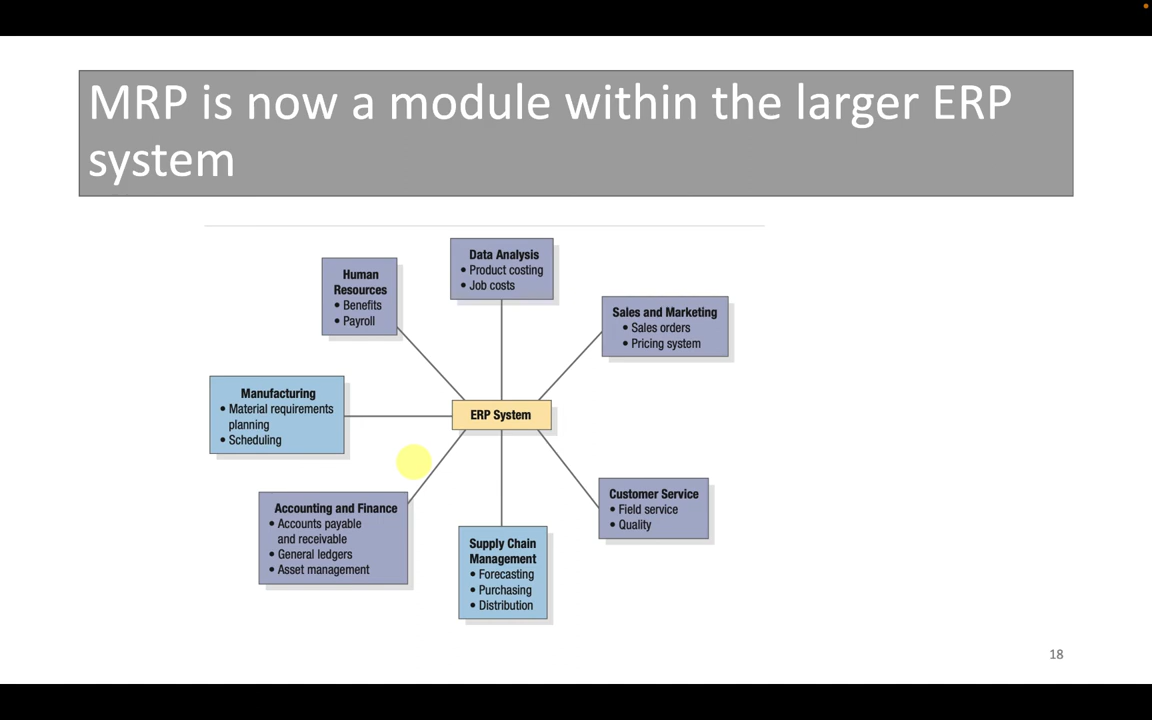 MRP is now a module within the larger ERP
system
Data Analysis
• Product costing
• Job costs
Human
Resources
• Benefits
• Payroll
Sales and Marketing
• Sales orders
• Pricing system
Manufacturing
• Material requirements
planning
• Scheduling
ERP System
Accounting and Finance
• Accounts payable
and receivable
• General ledgers
• Asset management
Supply Chain
Management
• Forecasting
• Purchasing
• Distribution
Customer Service
• Field service
• Quality
18